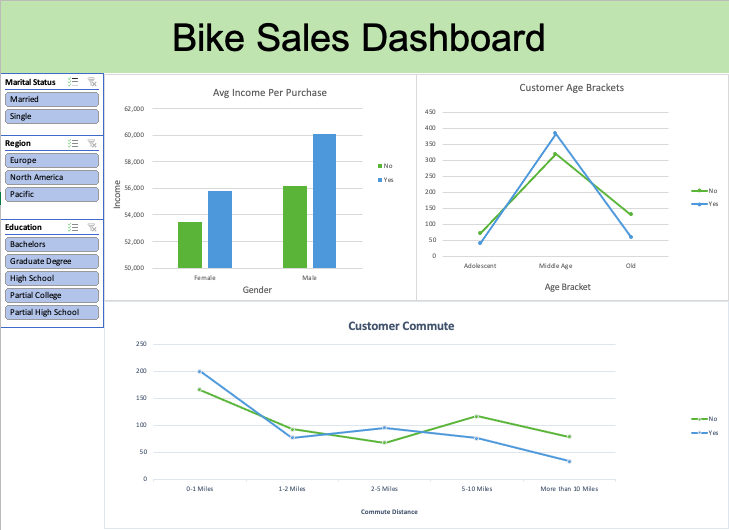 Bike Sales Dashboard
Marital Status
Married
Single
Region
Europe
North America
Pacific
Education
Bachelors
Graduate Degree
High School
Partial College
Partial High School
Avg Income Per Purchase
62,000
60,000
58,000
56,000
54,000
52,000
50,000
Income
Female
Male
Gender
No
Yes
Customer Age Brackets
450
400
350
300
250
200
150
100
50
0
Adolescent
Middle Age
Old
Age Bracket
No
Yes
Customer Commute
250
200
150
100
50
0
0-1 Miles
1-2 Miles
2-5 Miles
5-10 Miles
More than 10 Miles
Commute Distance
No
Yes